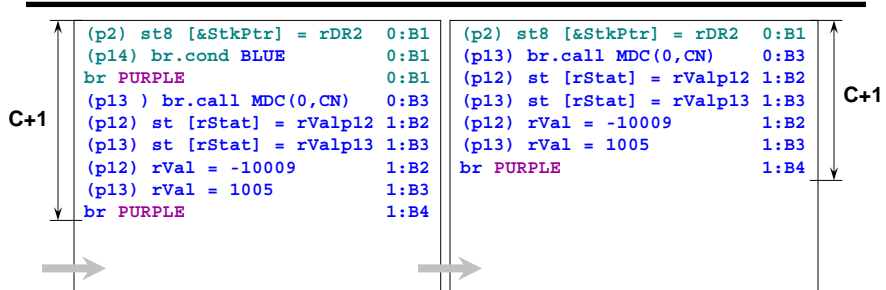 (p2) st8 [&StkPtr] = rDR2 0:B1
(p14) br.cond BLUE 0:B1
br PURPLE 0:B1
(p13 ) br.call MDC(0,CN) 0:B3
(p12) st [rStat] = rValp12 1:B2
(p13) st [rStat] = rValp13 1:B3
(p12) rVal = -10009 1:B2
(p13) rVal = 1005 1:B3
br PURPLE 1:B4
C+1
(p2) st8 [&StkPtr] = rDR2 0:B1
(p13) br.call MDC(0,CN) 0:B3
(p12) st [rStat] = rValp12 1:B2
(p13) st [rStat] = rValp13 1:B3
(p12) rVal = -10009 1:B2
(p13) rVal = 1005 1:B3
br PURPLE 1:B4
C+1